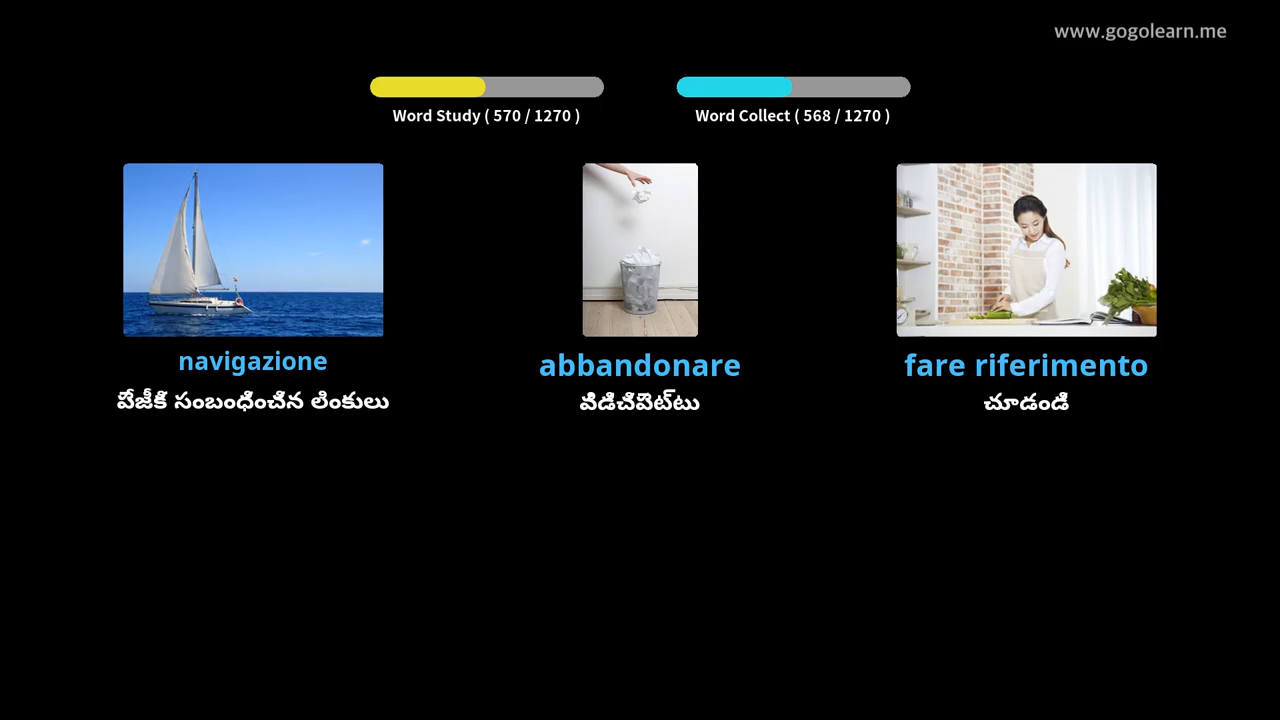 www.gogolearn.me
Word Study ( 570 / 1270 )
Word Collect ( 568 / 1270 )
navigazione
abbandonare
fare riferimento
పేజీకి సంబంధించిన లింకులు
విడిచిపెట్టు
చూడండి